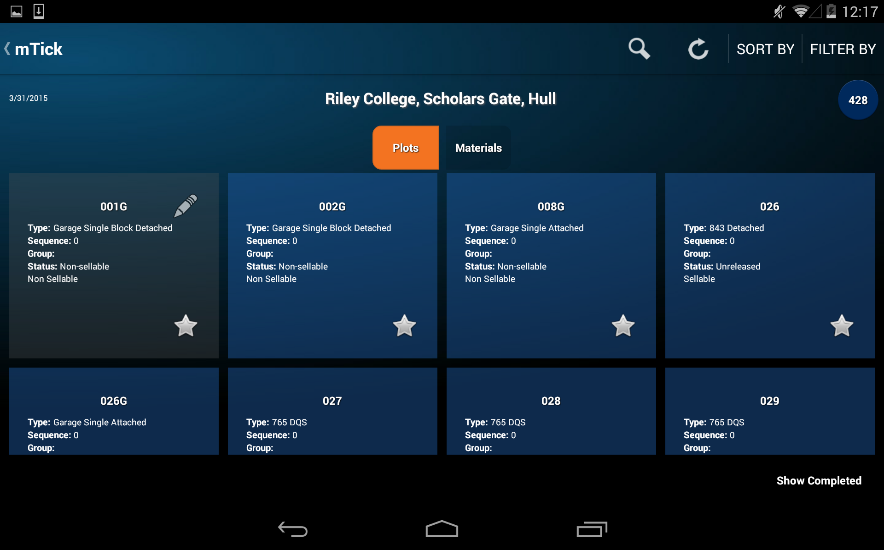 12:17
mTick
SORT BY
FILTER BY
3/31/2015
Riley College, Scholars Gate, Hull
428
Plots
Materials
001G
Type: Garage Single Block Detached
Sequence: 0
Group:
Status: Non-sellable
Non Sellable
002G
Type: Garage Single Block Detached
Sequence: 0
Group:
Status: Non-sellable
Non Sellable
008G
Type: Garage Single Attached
Sequence: 0
Group:
Status: Non-sellable
Non Sellable
026
Type: 843 Detached
Sequence: 0
Group:
Status: Unreleased
Sellable
026G
Type: Garage Single Attached
Sequence: 0
Group:
027
Type: 765 DQS
Sequence: 0
Group:
028
Type: 765 DQS
Sequence: 0
Group:
029
Type: 765 DQS
Sequence: 0
Group:
Show Completed